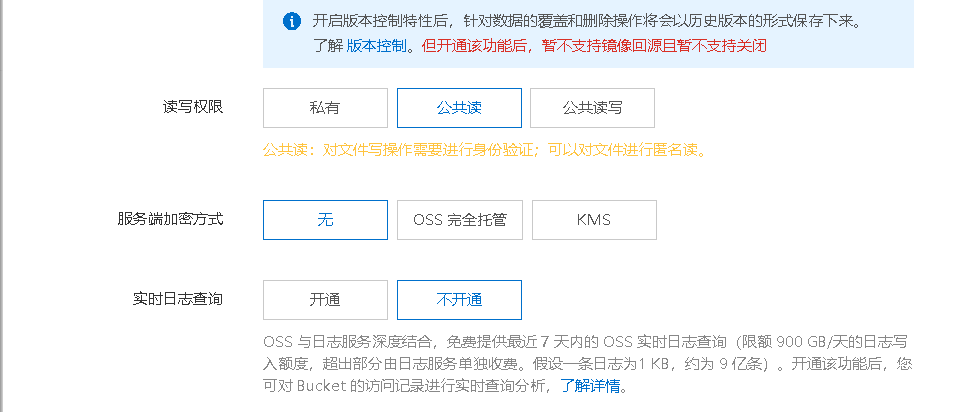 开启版本控制特性后，针对数据的覆盖和删除操作将会以历史版本的形式保存下来。
了解 版本控制。但开通该功能后，暂不支持镜像回源且暂不支持关闭
读写权限 私有 公共读 公共读写
公共读：对文件写操作需要进行身份验证；可以对文件进行匿名读。
服务端加密方式 无 OSS 完全托管 KMS
实时日志查询 开通 不开通
OSS 与日志服务深度结合，免费提供最近 7 天内的 OSS 实时日志查询（限额 900 GB/天的日志写
入额度，超出部分由日志服务单独收费。假设一条日志为1 KB，约为 9 亿条）。开通该功能后，您
可对 Bucket 的访问记录进行实时查询分析，了解详情。